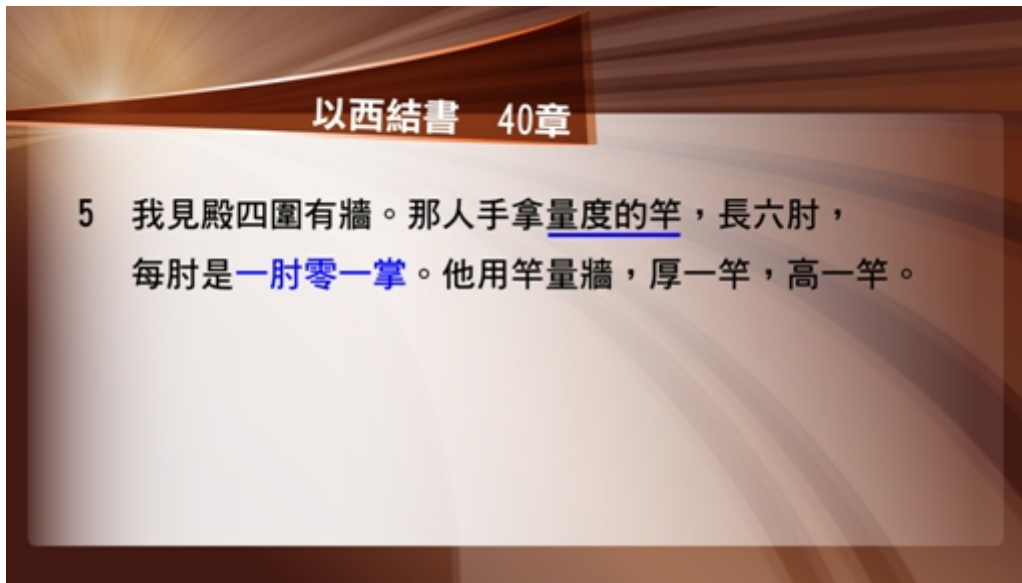 以西結書 40章
5 我見殿四圍有牆。那人手拿量度的竿，長六肘，
每肘是一肘零一掌。他用竿量牆，厚一竿，高一竿。